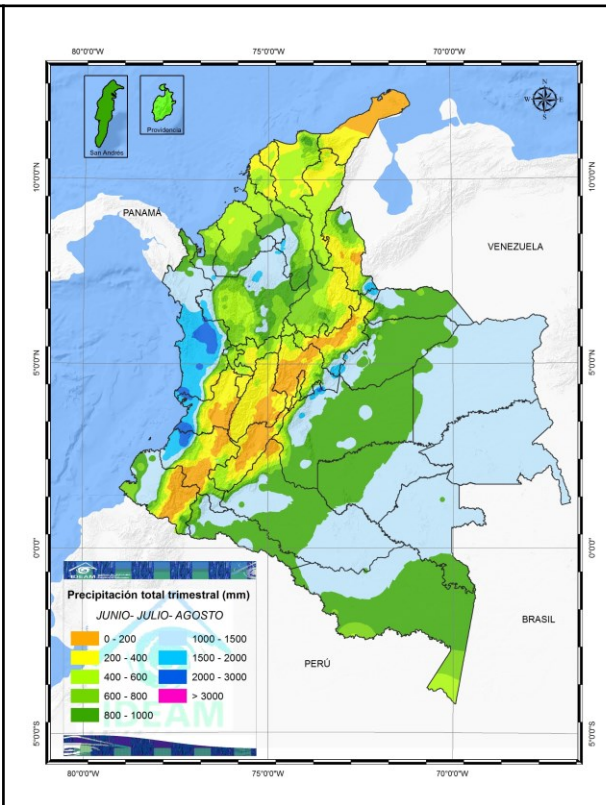 80°0'0"W 75°0'0"W 70°0'0"W
San Andrés
Providencia
N
W E
S
10°0'0"N
10°0'0"N
PANAMÁ
VENEZUELA
5°0'0"N
5°0'0"N
0°0'0"
0°0'0"
IDEAM
Precipitación total trimestral (mm)
JUNIO- JULIO- AGOSTO
0 - 200
200 - 400
400 - 600
600 - 800
800 - 1000
1000 - 1500
1500 - 2000
2000 - 3000
> 3000
IDEAM
BRASIL
PERÚ
5°0'0"S
5°0'0"S
80°0'0"W 75°0'0"W 70°0'0"W